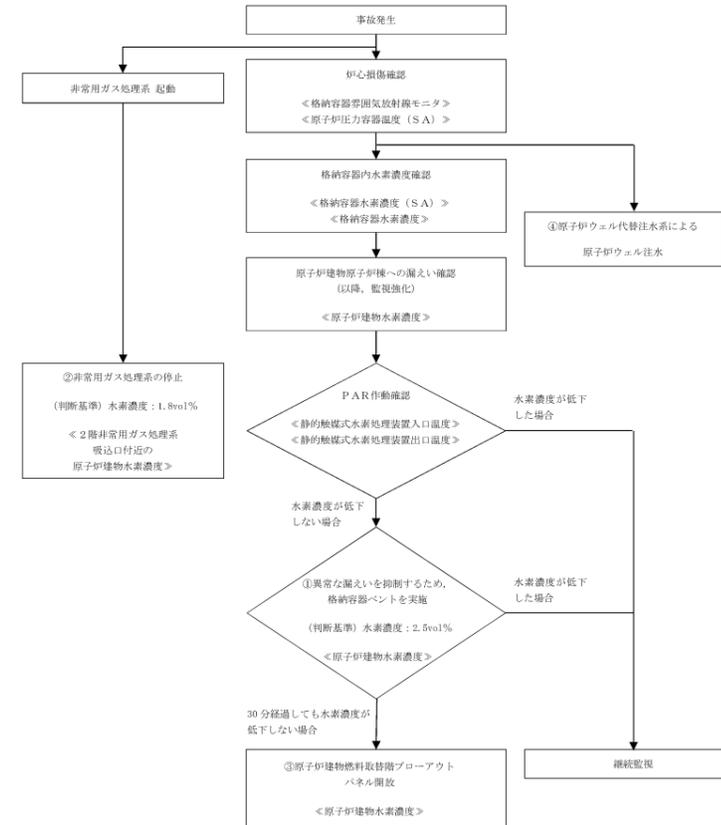 事故発生
非常用ガス処理系 起動
炉心損傷確認
≪格納容器雰囲気放射線モニタ≫
≪原子炉圧力容器温度（ＳＡ）≫
格納容器内水素濃度確認
≪格納容器水素濃度（ＳＡ）≫
≪格納容器水素濃度≫
④原子炉ウェル代替注水系による
原子炉ウェル注水
原子炉建物原子炉棟への漏えい確認
（以降，監視強化）
≪原子炉建物水素濃度≫
②非常用ガス処理系の停止
（判断基準）水素濃度：1.8vol%
≪２階非常用ガス処理系
吸込口付近の
原子炉建物水素濃度≫
ＰＡＲ作動確認
≪静的触媒式水素処理装置入口温度≫
≪静的触媒式水素処理装置出口温度≫
水素濃度が低下
した場合
水素濃度が低下
しない場合
①異常な漏えいを抑制するため，
格納容器ベントを実施
（判断基準）水素濃度：2.5vol%
≪原子炉建物水素濃度≫
水素濃度が低下
した場合
30 分経過しても水素濃度が
低下しない場合
③原子炉建物燃料取替階ブローアウト
パネル開放
≪原子炉建物水素濃度≫
継続監視